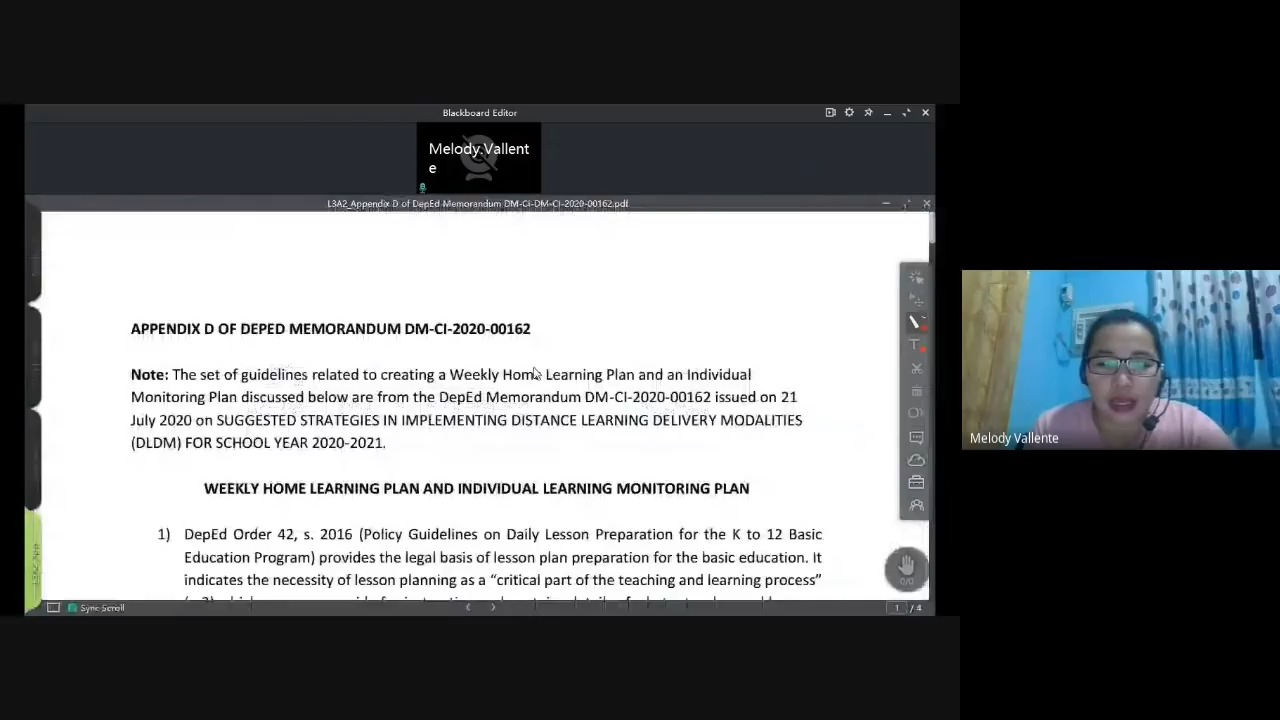 Blackboard Editor
Melody.Vallent
e
L3A2_Appendix D of DepEd Memorandum DM-CI-DM-CI-2020-00162.pdf
APPENDIX D OF DEPED MEMORANDUM DM-CI-2020-00162
Note: The set of guidelines related to creating a Weekly Home Learning Plan and an Individual
Monitoring Plan discussed below are from the DepEd Memorandum DM-CI-2020-00162 issued on 21
July 2020 on SUGGESTED STRATEGIES IN IMPLEMENTING DISTANCE LEARNING DELIVERY MODALITIES
(DLDM) FOR SCHOOL YEAR 2020-2021.
WEEKLY HOME LEARNING PLAN AND INDIVIDUAL LEARNING MONITORING PLAN
1) DepEd Order 42, s. 2016 (Policy Guidelines on Daily Lesson Preparation for the K to 12 Basic
Education Program) provides the legal basis of lesson plan preparation for the basic education. It
indicates the necessity of lesson planning as a “critical part of the teaching and learning process”
Sync Scroll
1 / 4
0/0
Melody Vallente